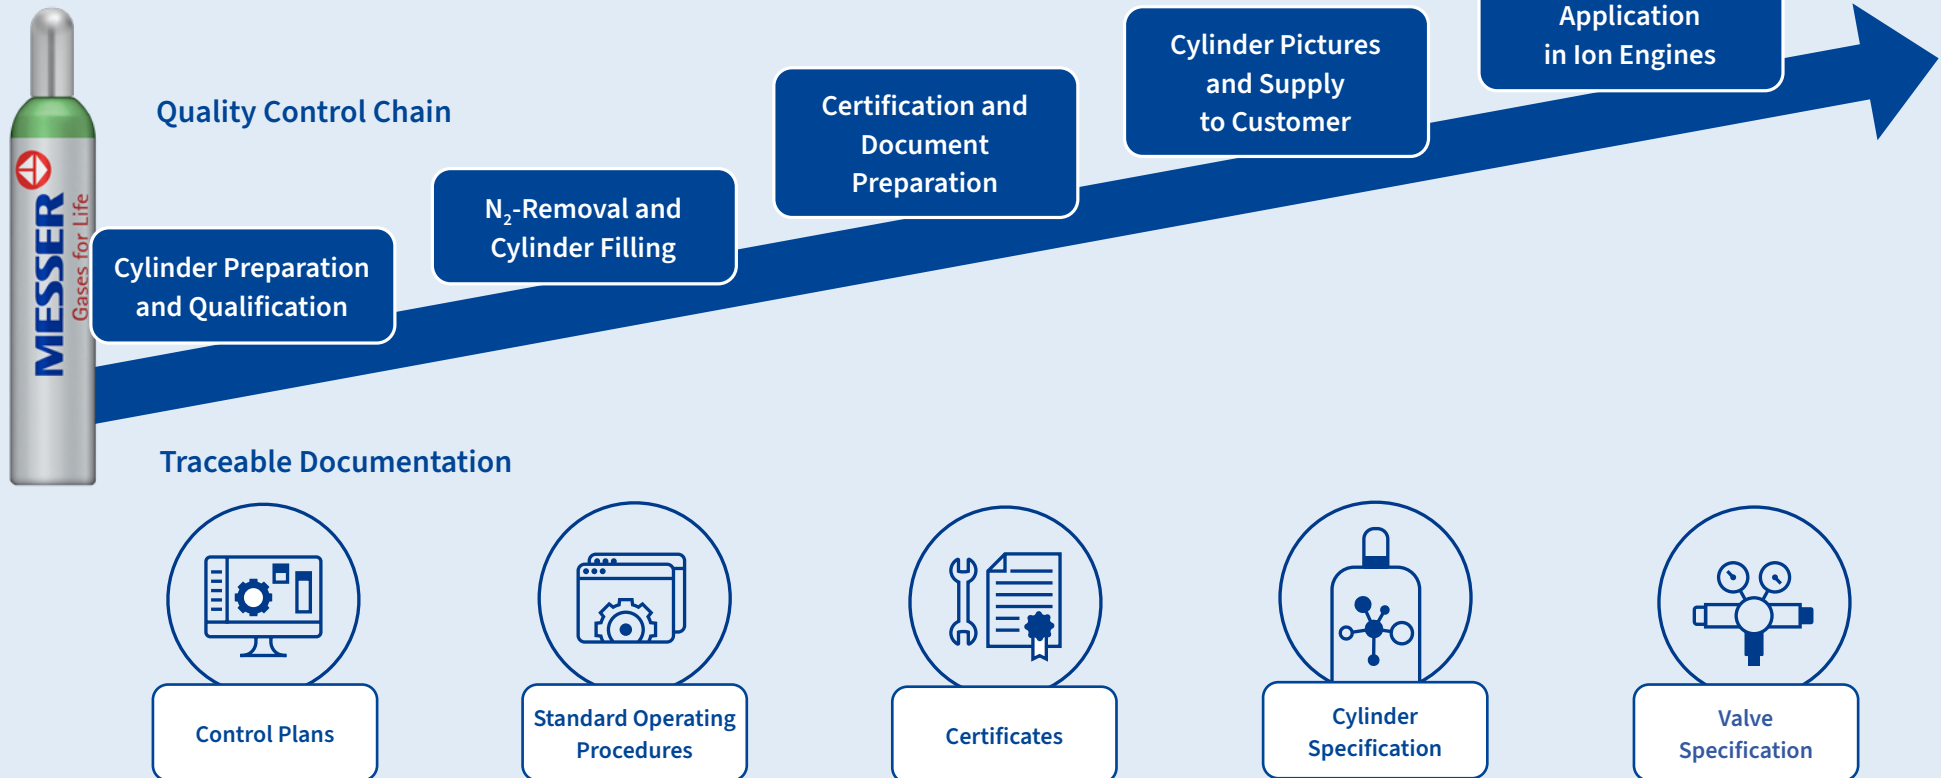 MESSER
Gases for Life
Quality Control Chain
Cylinder Preparation
and Qualification
N₂-Removal and
Cylinder Filling
Certification and
Document
Preparation
Cylinder Pictures
and Supply
to Customer
Application
in Ion Engines
Traceable Documentation
Control Plans
Standard Operating
Procedures
Certificates
Cylinder
Specification
Valve
Specification